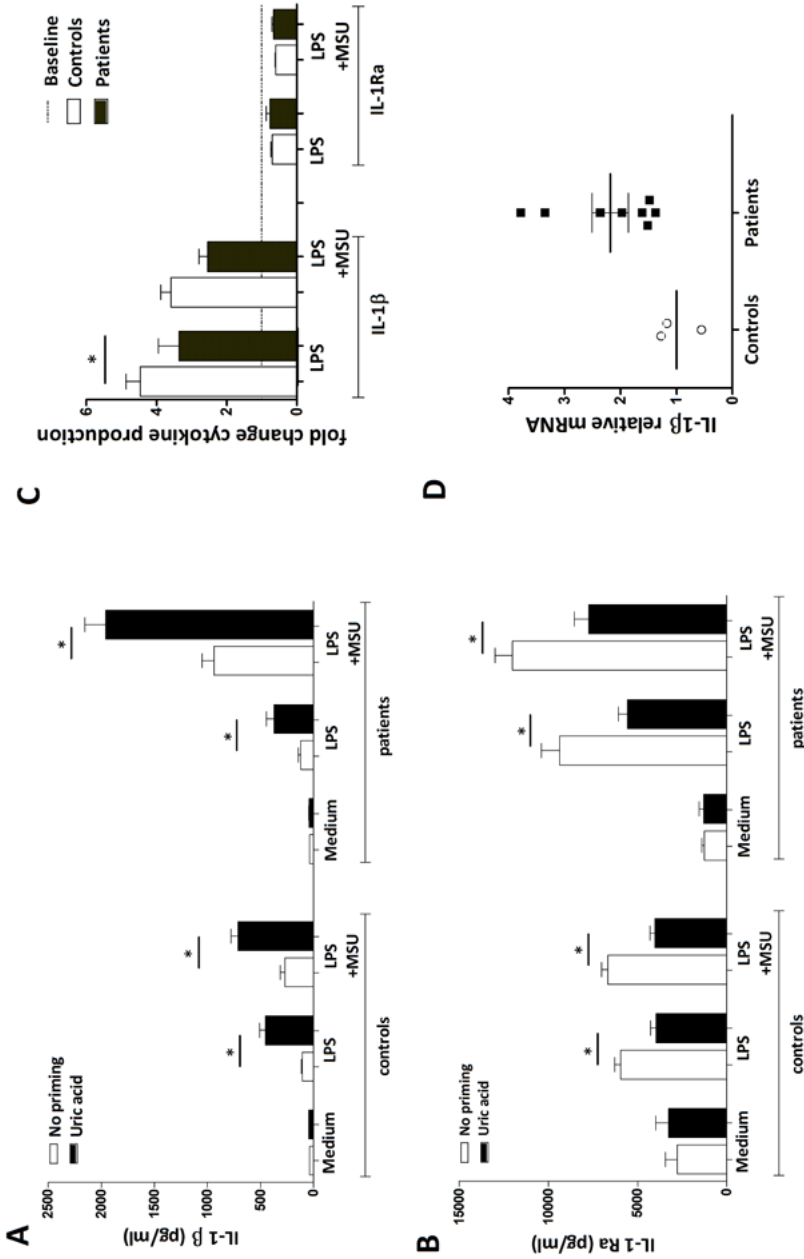 A
IL-1 β (pg/ml)
2500
2000
1500
1000
500
0
No priming
Uric acid
* * * *
Medium LPS LPS +MSU Medium LPS LPS +MSU
controls patients
B
IL-1 Ra (pg/ml)
15000
10000
5000
0
No priming
Uric acid
* * * *
Medium LPS LPS +MSU Medium LPS LPS +MSU
controls patients
C
fold change cytokine production
6
4
2
0
*
Baseline
Controls
Patients
LPS LPS +MSU LPS LPS +MSU
IL-1β IL-1Ra
D
IL-1β relative mRNA
4
3
2
1
0
Controls Patients